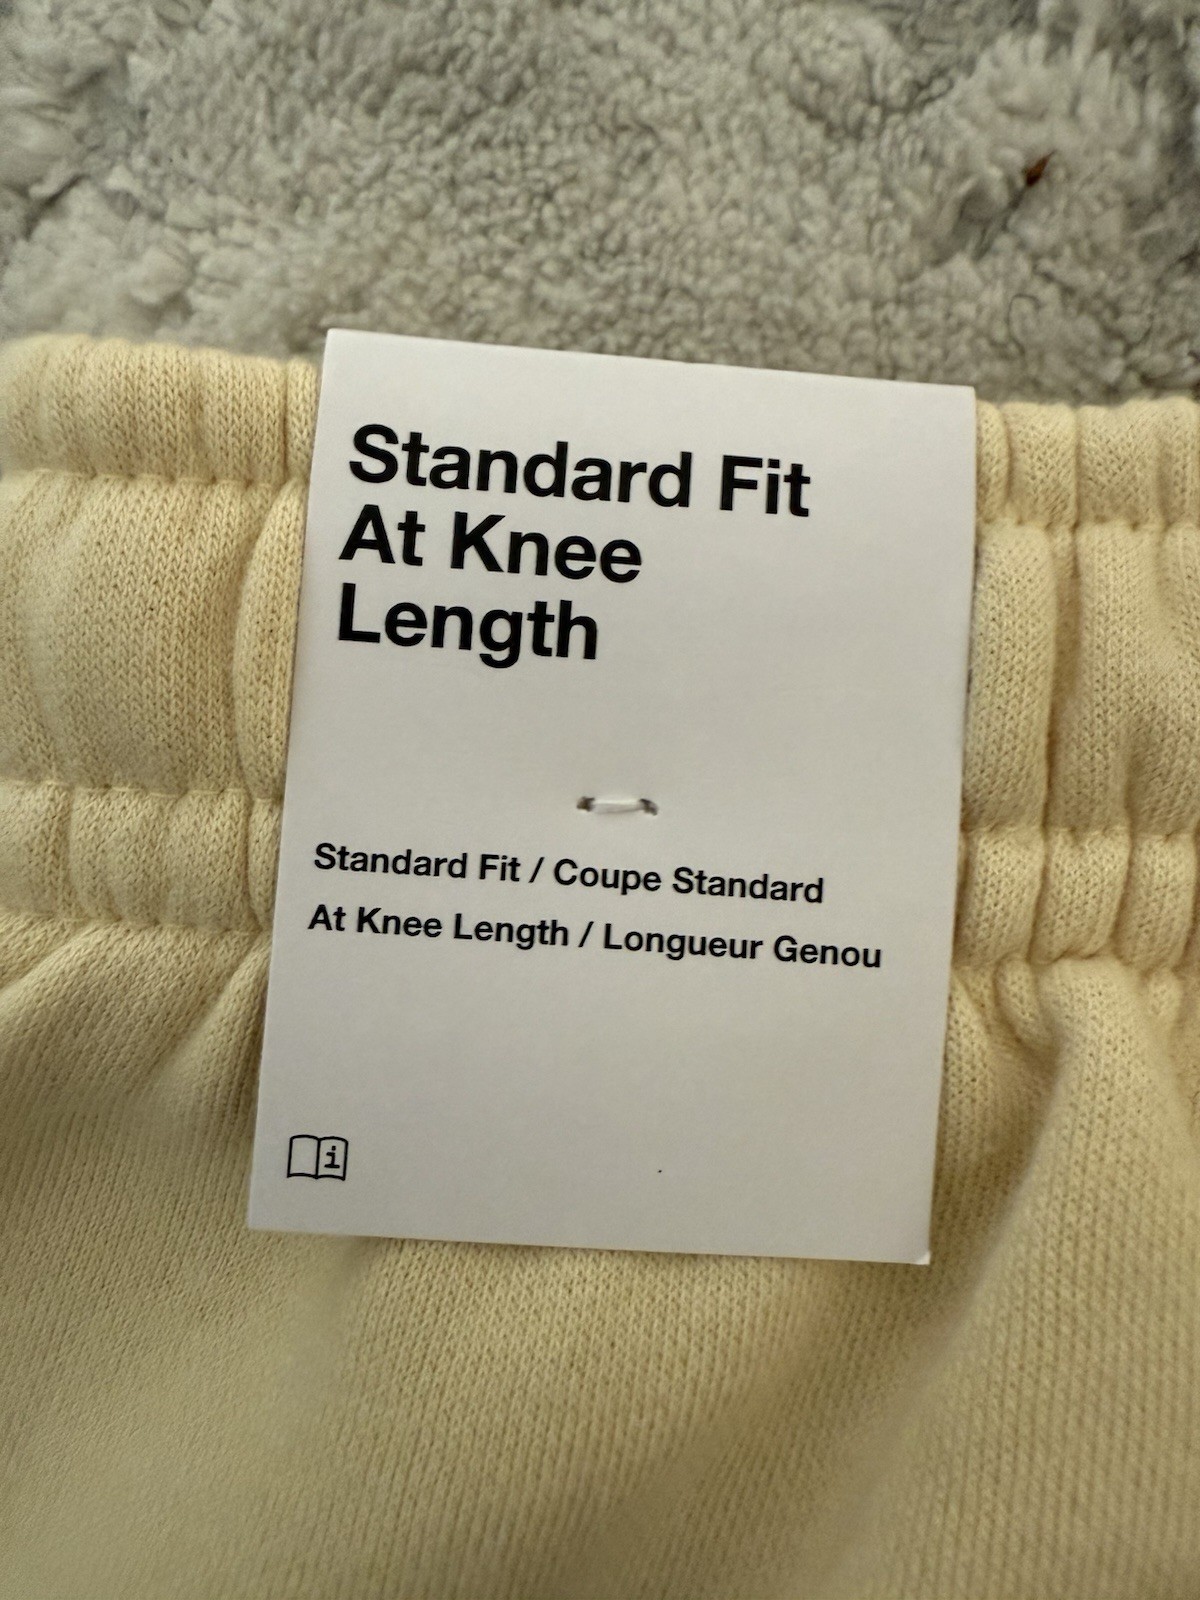 Standard Fit
At Knee
Length
Standard Fit / Coupe Standard
At Knee Length / Longueur Genou
i